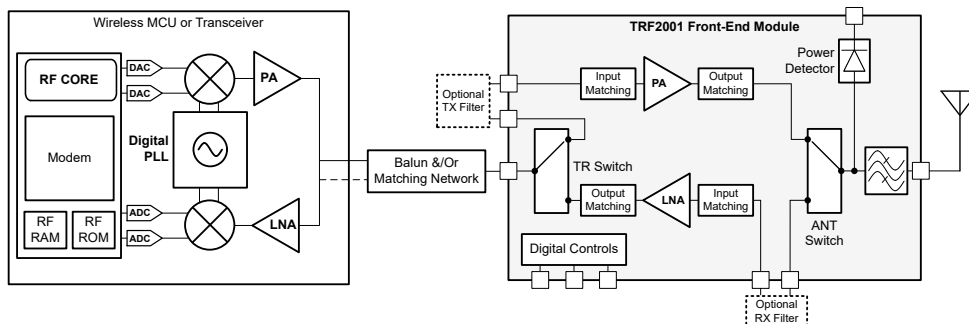 Wireless MCU or Transceiver
RF CORE
DAC
DAC
PA
Modem
Digital
PLL
RF
RAM
RF
ROM
ADC
ADC
LNA
Balun &/Or
Matching Network
TRF2001 Front-End Module
Optional
TX Filter
Input
Matching
PA
Output
Matching
Power
Detector
TR Switch
Output
Matching
LNA
Input
Matching
ANT
Switch
Digital Controls
Optional
RX Filter